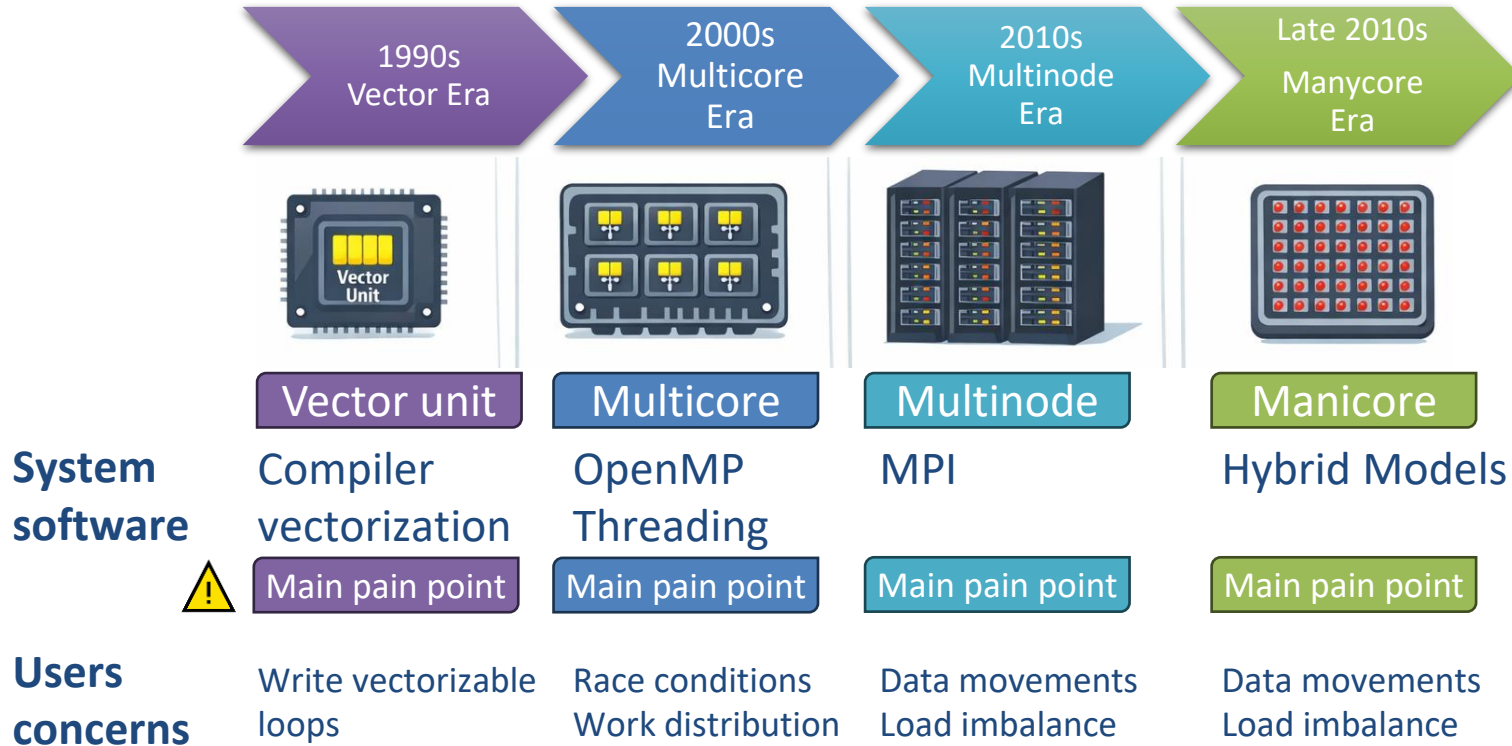 1990s
Vector Era
2000s
Multicore
Era
2010s
Multinode
Era
Late 2010s
Manycore
Era
Vector
Unit
Vector unit
Multicore
Multinode
Manicore
System
software
Compiler
vectorization
OpenMP
Threading
MPI
Hybrid Models
Main pain point
Main pain point
Main pain point
Main pain point
Users
concerns
Write vectorizable
loops
Race conditions
Work distribution
Data movements
Load imbalance
Data movements
Load imbalance